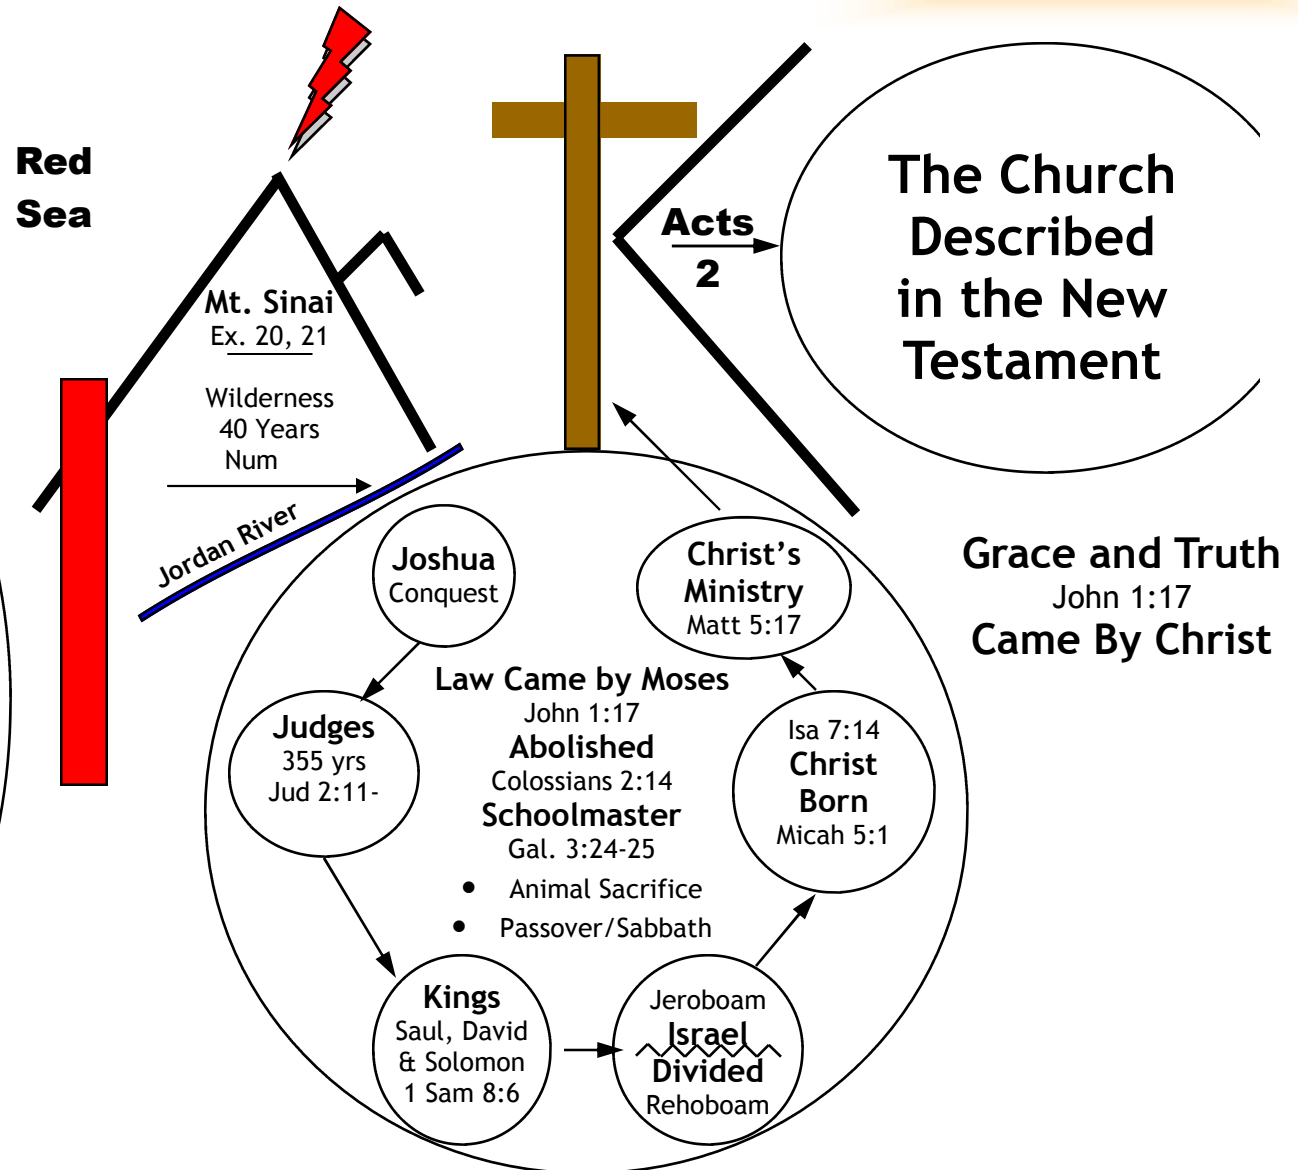 Red
Sea
Mt. Sinai
Ex. 20, 21
Wilderness
40 Years
Num
Jordan River
Acts
2
The Church
Described
in the New
Testament
Grace and Truth
John 1:17
Came By Christ
Joshua
Conquest
Judges
355 yrs
Jud 2:11-
Kings
Saul, David
& Solomon
1 Sam 8:6
Jeroboam
Israel
Divided
Rehoboam
Isa 7:14
Christ
Born
Micah 5:1
Christ’s
Ministry
Matt 5:17
Law Came by Moses
John 1:17
Abolished
Colossians 2:14
Schoolmaster
Gal. 3:24-25
• Animal Sacrifice
• Passover/Sabbath